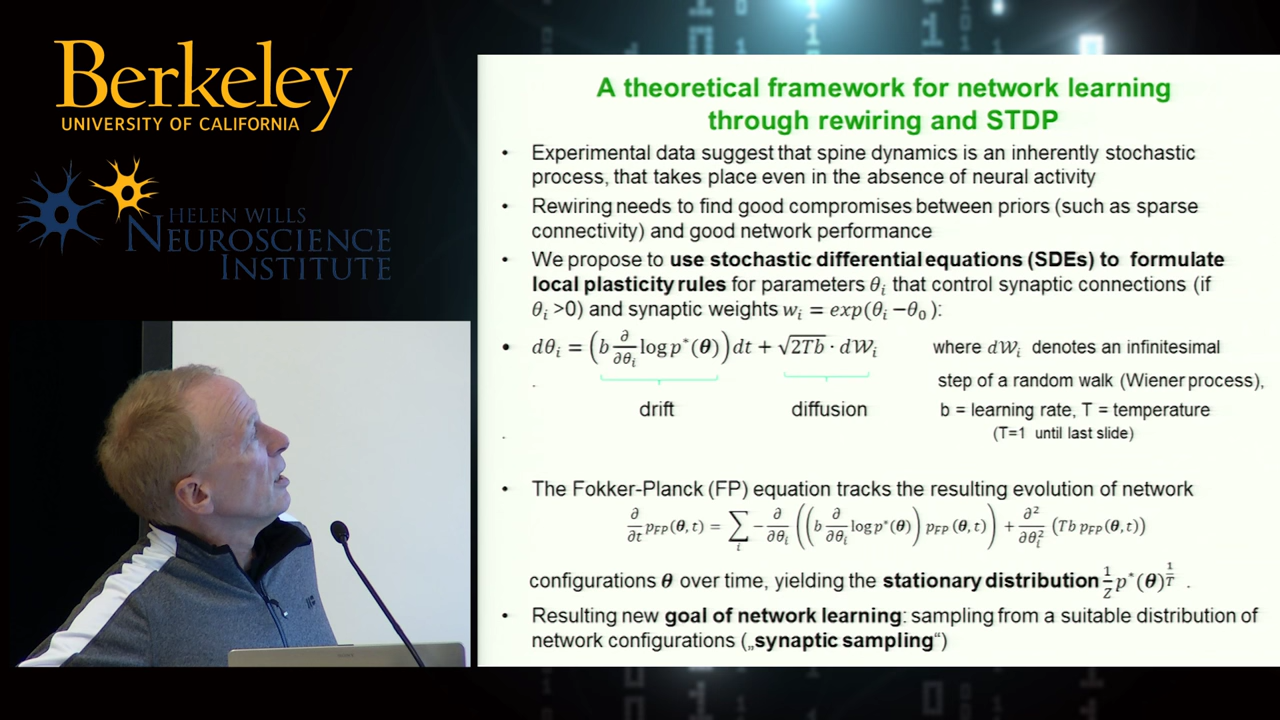 Berkeley
UNIVERSITY OF CALIFORNIA
HELEN WILLS
NEUROSCIENCE
INSTITUTE
A theoretical framework for network learning
through rewiring and STDP
• Experimental data suggest that spine dynamics is an inherently stochastic
process, that takes place even in the absence of neural activity
• Rewiring needs to find good compromises between priors (such as sparse
connectivity) and good network performance
• We propose to use stochastic differential equations (SDEs) to formulate
local plasticity rules for parameters θᵢ that control synaptic connections (if
θᵢ >0) and synaptic weights wᵢ = exp(θᵢ −θ₀ ):
• dθᵢ = (b ∂/∂θᵢ log p*(θ)) dt + √2Tb · dWᵢ where dWᵢ denotes an infinitesimal
step of a random walk (Wiener process),
drift diffusion b = learning rate, T = temperature
(T=1 until last slide)
• The Fokker-Planck (FP) equation tracks the resulting evolution of network
∂/∂t p_FP(θ, t) = ∑ᵢ − ∂/∂θᵢ ((b ∂/∂θᵢ log p*(θ)) p_FP (θ, t)) + ∂²/∂θᵢ² (Tb p_FP(θ, t))
configurations θ over time, yielding the stationary distribution 1/Z p*(θ)^(1/T) .
• Resulting new goal of network learning: sampling from a suitable distribution of
network configurations („synaptic sampling“)